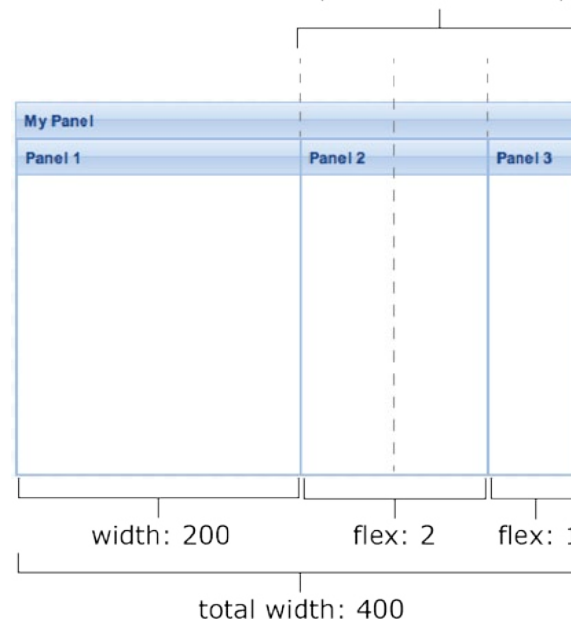 My Panel
Panel 1
Panel 2
Panel 3
width: 200
flex: 2
flex:
total width: 400